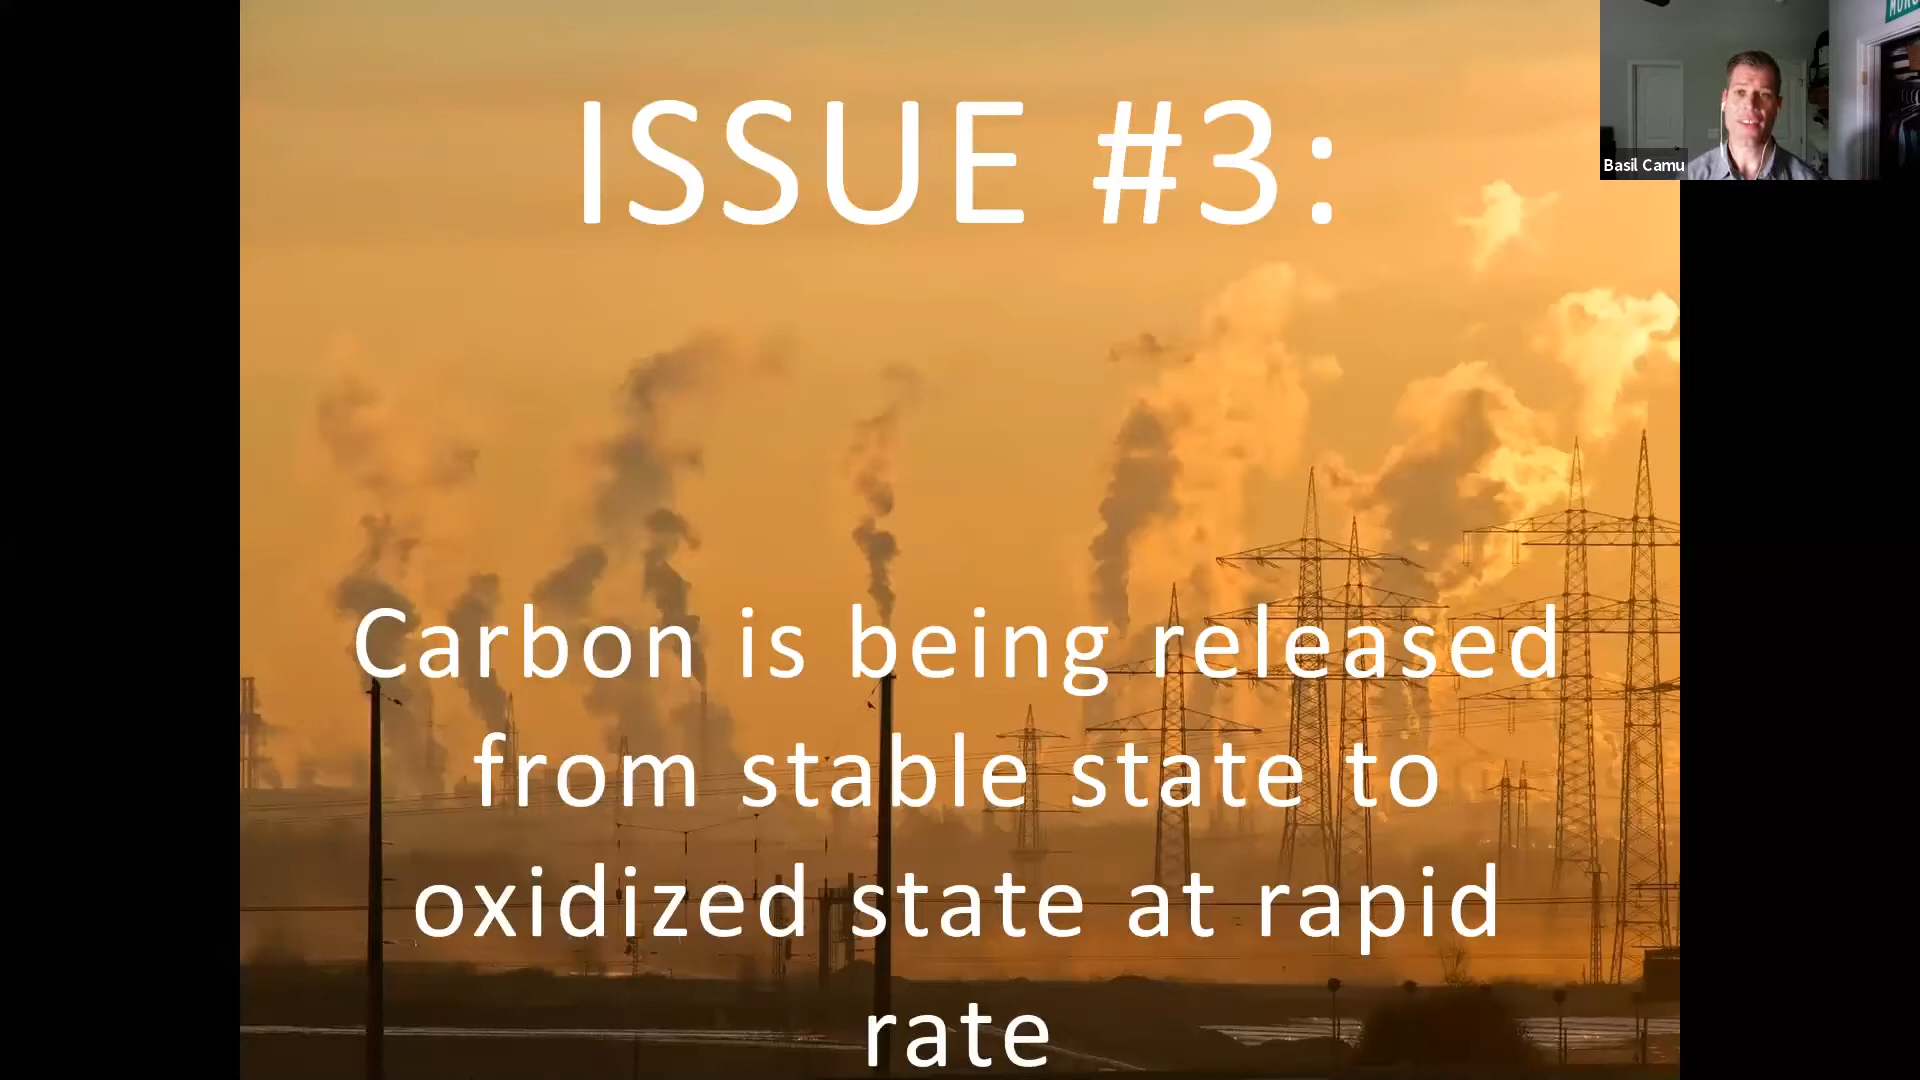 ISSUE #3:
Basil Camu
Carbon is being released
from stable state to
oxidized state at rapid
rate